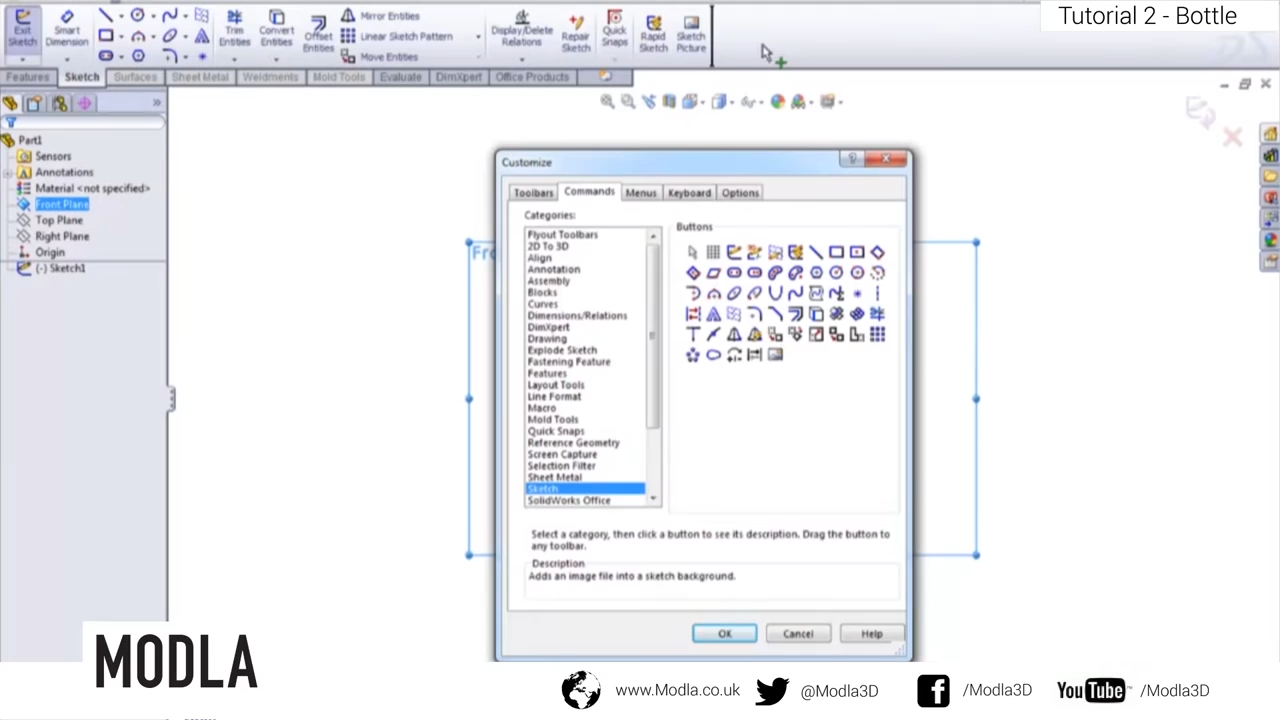 Tutorial 2 - Bottle
Exit Sketch
Smart Dimension
Trim Entities
Convert Entities
Offset Entities
Mirror Entities
Linear Sketch Pattern
Move Entities
Display/Delete Relations
Repair Sketch
Quick Snaps
Rapid Sketch
Sketch Picture
Features Sketch Surfaces Sheet Metal Weldments Mold Tools Evaluate DimXpert Office Products
Part1
Sensors
Annotations
Material <not specified>
Front Plane
Top Plane
Right Plane
Origin
(-) Sketch1
Fro
Customize
Toolbars Commands Menus Keyboard Options
Categories:
Flyout Toolbars
2D To 3D
Align
Annotation
Assembly
Blocks
Curves
Dimensions/Relations
DimXpert
Drawing
Explode Sketch
Fastening Feature
Features
Layout Tools
Line Format
Macro
Mold Tools
Quick Snaps
Reference Geometry
Screen Capture
Selection Filter
Sheet Metal
Sketch
SolidWorks Office
Buttons
Select a category, then click a button to see its description. Drag the button to
any toolbar.
Description
Adds an image file into a sketch background.
OK Cancel Help
MODLA
www.Modla.co.uk @Modla3D /Modla3D YouTube /Modla3D